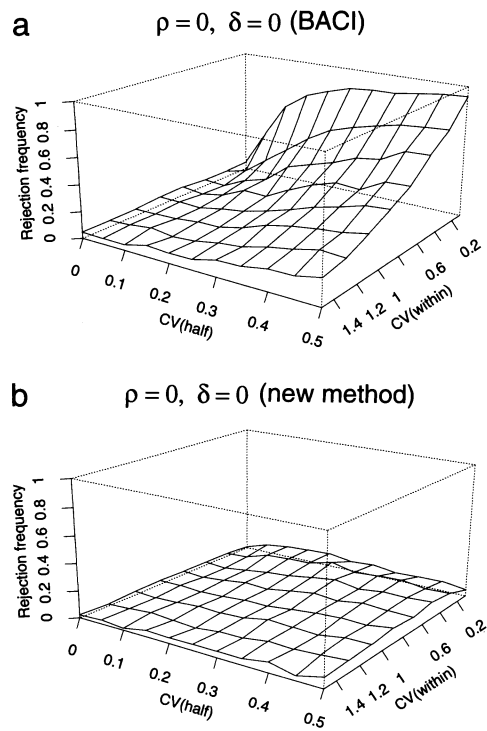 a
ρ = 0, δ = 0 (BACI)
Rejection frequency
0 0.2 0.4 0.6 0.8 1
0 0.1 0.2 0.3 0.4 0.5
CV(half)
1.4 1.2 1 0.6 0.2
CV(within)
b
ρ = 0, δ = 0 (new method)
Rejection frequency
0 0.2 0.4 0.6 0.8 1
0 0.1 0.2 0.3 0.4 0.5
CV(half)
1.4 1.2 1 0.6 0.2
CV(within)